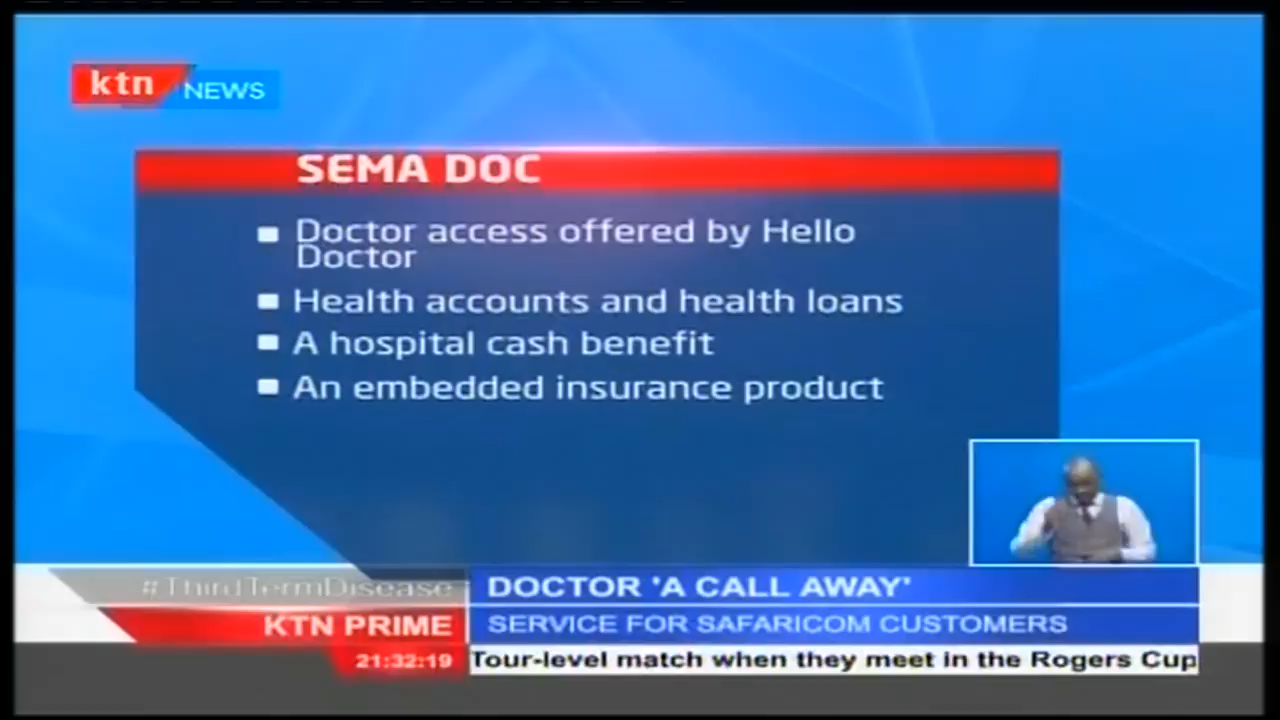 ktn NEWS
SEMA DOC
Doctor access offered by Hello
Doctor
Health accounts and health loans
A hospital cash benefit
An embedded insurance product
#ThirdTermDisease
DOCTOR 'A CALL AWAY'
KTN PRIME
SERVICE FOR SAFARICOM CUSTOMERS
21:32:19
Tour-level match when they meet in the Rogers Cup